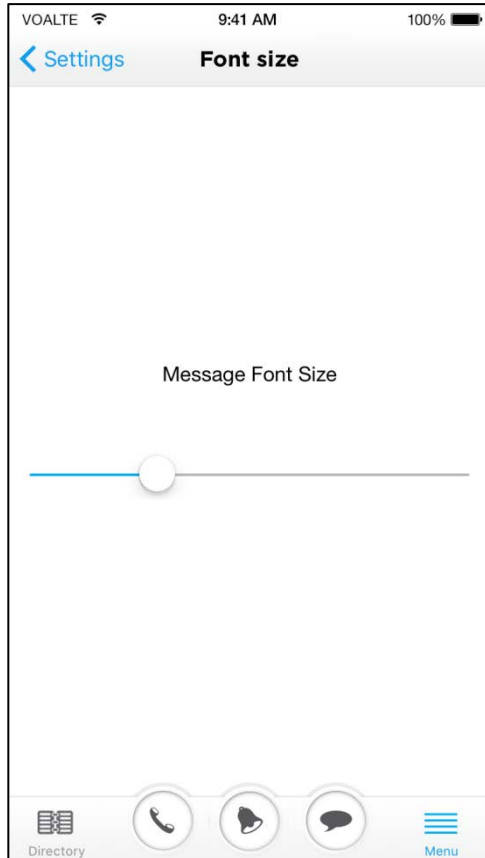 VOALTE 9:41 AM 100%
Settings Font size
Message Font Size
Directory Menu